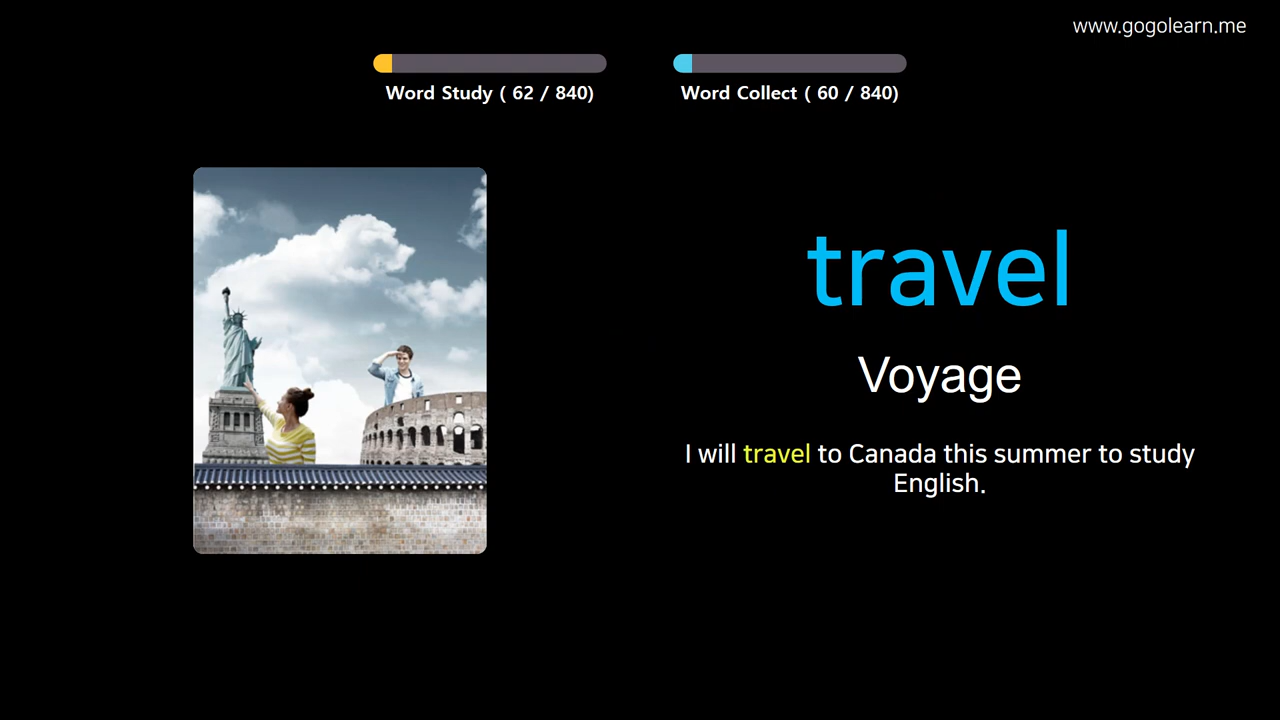 www.gogolearn.me
Word Study ( 62 / 840)
Word Collect ( 60 / 840)
travel
Voyage
I will travel to Canada this summer to study
English.